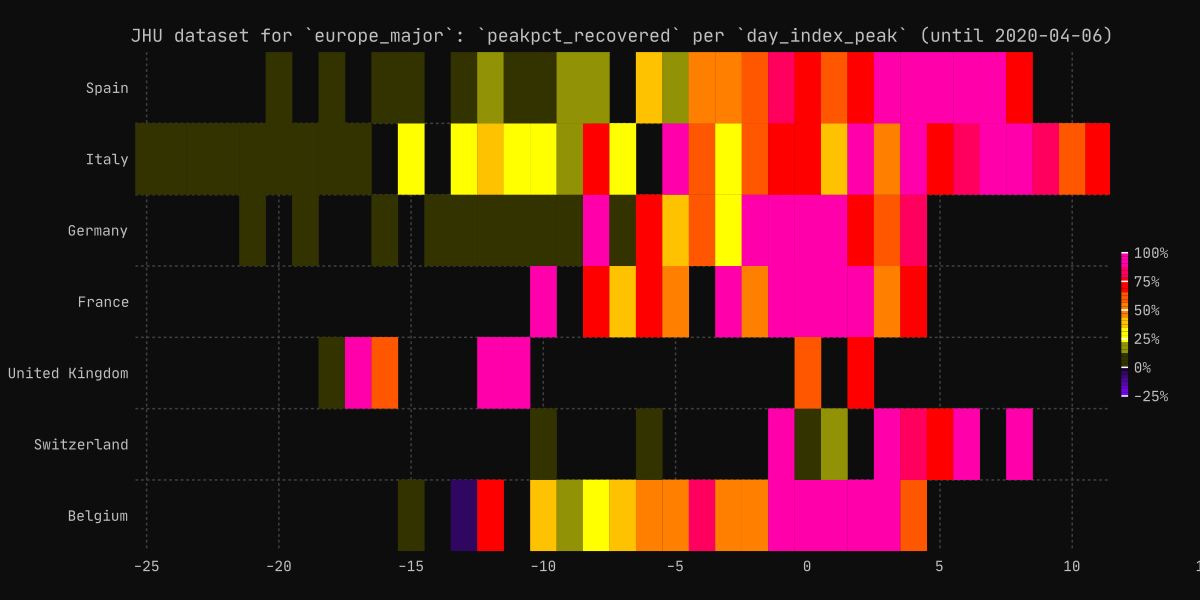 JHU dataset for `europe_major`: `peakpct_recovered` per `day_index_peak` (until 2020-04-06)
Spain
Italy
Germany
France
United Kingdom
Switzerland
Belgium
100%
75%
50%
25%
0%
-25%
-25 -20 -15 -10 -5 0 5 10 1